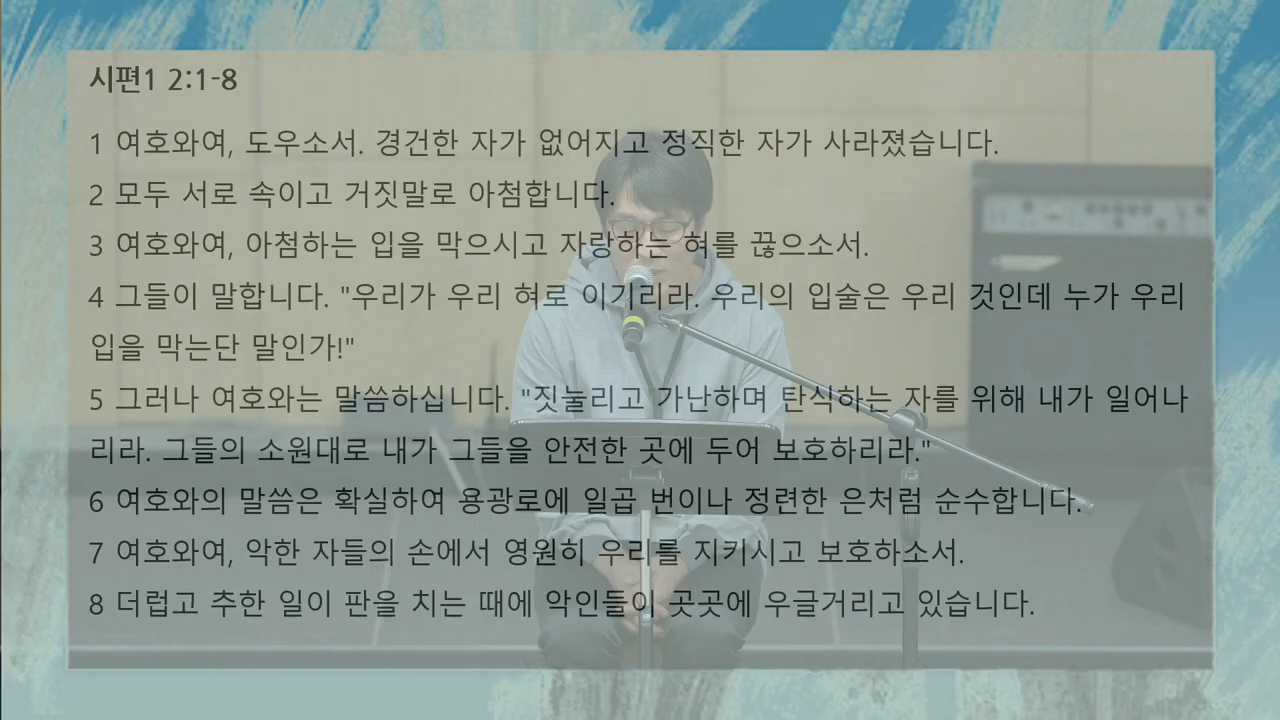 시편1 2:1-8
1 여호와여, 도우소서. 경건한 자가 없어지고 정직한 자가 사라졌습니다.
2 모두 서로 속이고 거짓말로 아첨합니다.
3 여호와여, 아첨하는 입을 막으시고 자랑하는 혀를 끊으소서.
4 그들이 말합니다. "우리가 우리 혀로 이기리라. 우리의 입술은 우리 것인데 누가 우리
입을 막는단 말인가!"
5 그러나 여호와는 말씀하십니다. "짓눌리고 가난하며 탄식하는 자를 위해 내가 일어나
리라. 그들의 소원대로 내가 그들을 안전한 곳에 두어 보호하리라."
6 여호와의 말씀은 확실하여 용광로에 일곱 번이나 정련한 은처럼 순수합니다.
7 여호와여, 악한 자들의 손에서 영원히 우리를 지키시고 보호하소서.
8 더럽고 추한 일이 판을 치는 때에 악인들이 곳곳에 우글거리고 있습니다.